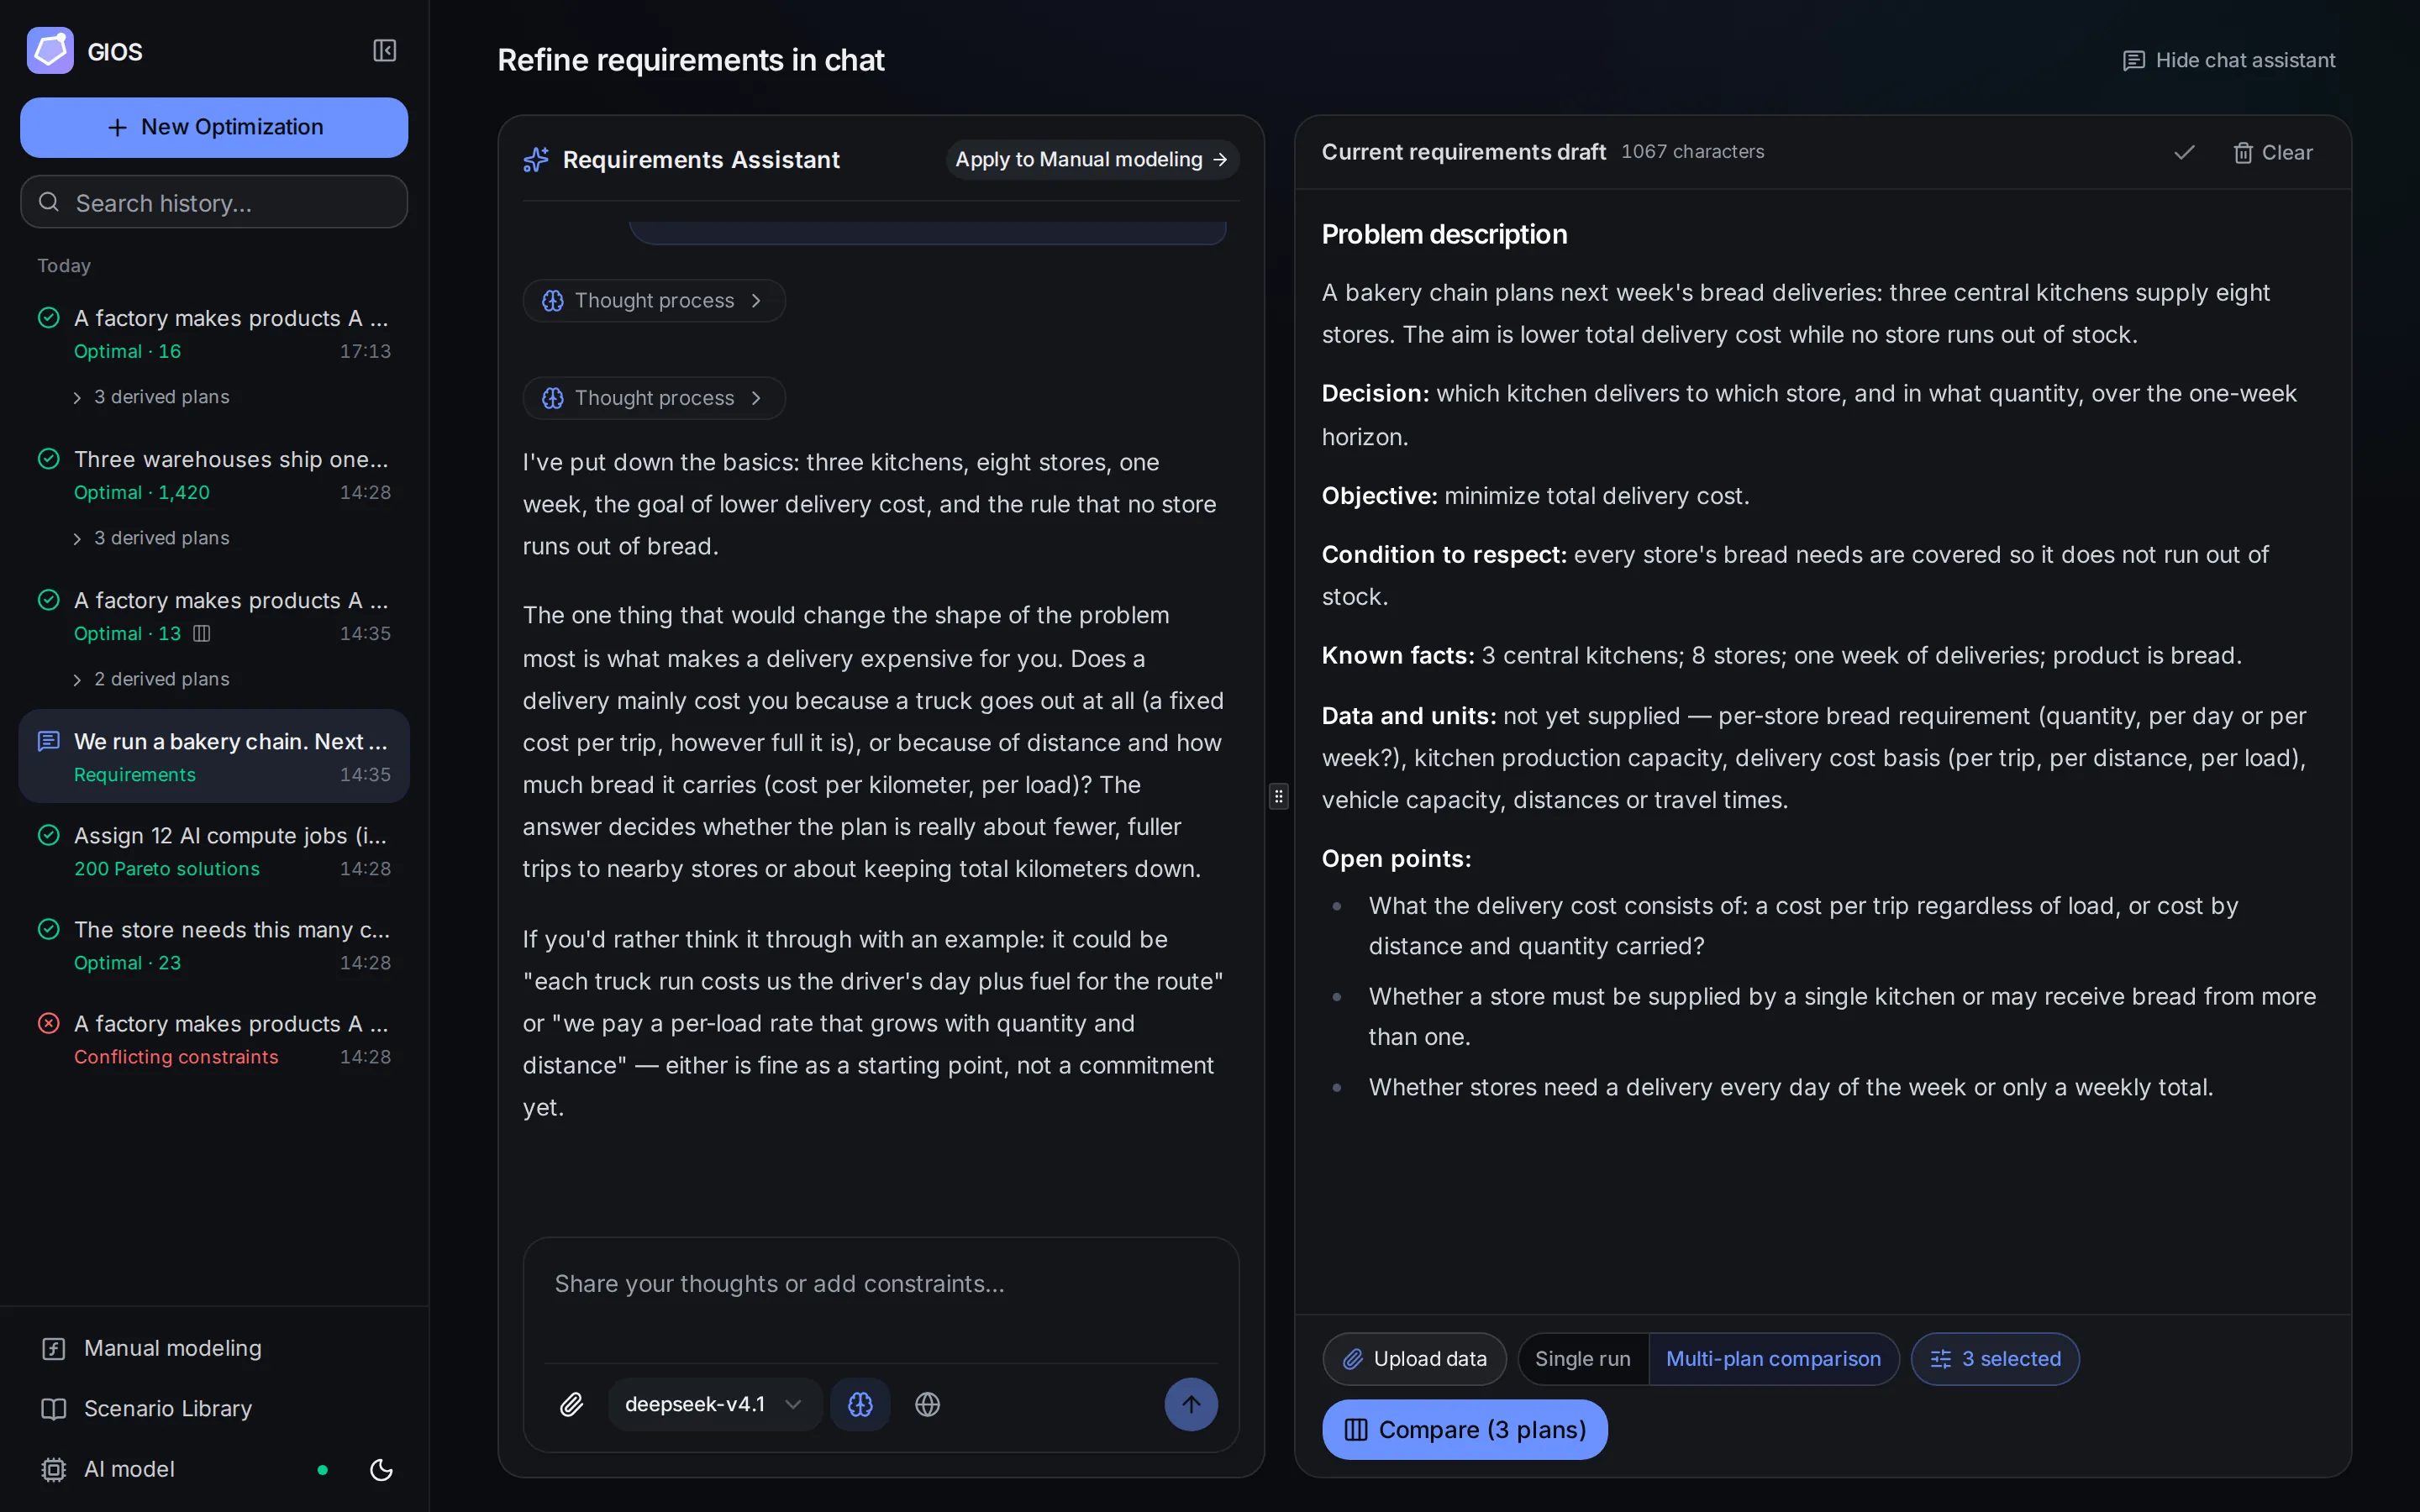 GIOS
New Optimization
Search history...
Today
A factory makes products A ...
Optimal · 16
17:13
3 derived plans
Three warehouses ship one...
Optimal · 1,420
14:28
3 derived plans
A factory makes products A ...
Optimal · 13
14:35
2 derived plans
We run a bakery chain. Next ...
Requirements
14:35
Assign 12 AI compute jobs (i...
200 Pareto solutions
14:28
The store needs this many c...
Optimal · 23
14:28
A factory makes products A ...
Conflicting constraints
14:28
Manual modeling
Scenario Library
AI model
Refine requirements in chat
Hide chat assistant
Requirements Assistant
Apply to Manual modeling →
Thought process
Thought process
I've put down the basics: three kitchens, eight stores, one
week, the goal of lower delivery cost, and the rule that no store
runs out of bread.
The one thing that would change the shape of the problem
most is what makes a delivery expensive for you. Does a
delivery mainly cost you because a truck goes out at all (a fixed
cost per trip, however full it is), or because of distance and how
much bread it carries (cost per kilometer, per load)? The
answer decides whether the plan is really about fewer, fuller
trips to nearby stores or about keeping total kilometers down.
If you'd rather think it through with an example: it could be
"each truck run costs us the driver's day plus fuel for the route"
or "we pay a per-load rate that grows with quantity and
distance" — either is fine as a starting point, not a commitment
yet.
Share your thoughts or add constraints...
deepseek-v4.1
Current requirements draft
1067 characters
Clear
Problem description
A bakery chain plans next week's bread deliveries: three central kitchens supply eight
stores. The aim is lower total delivery cost while no store runs out of stock.
Decision: which kitchen delivers to which store, and in what quantity, over the one-week
horizon.
Objective: minimize total delivery cost.
Condition to respect: every store's bread needs are covered so it does not run out of
stock.
Known facts: 3 central kitchens; 8 stores; one week of deliveries; product is bread.
Data and units: not yet supplied — per-store bread requirement (quantity, per day or per
week?), kitchen production capacity, delivery cost basis (per trip, per distance, per load),
vehicle capacity, distances or travel times.
Open points:
What the delivery cost consists of: a cost per trip regardless of load, or cost by
distance and quantity carried?
Whether a store must be supplied by a single kitchen or may receive bread from more
than one.
Whether stores need a delivery every day of the week or only a weekly total.
Upload data
Single run
Multi-plan comparison
3 selected
Compare (3 plans)